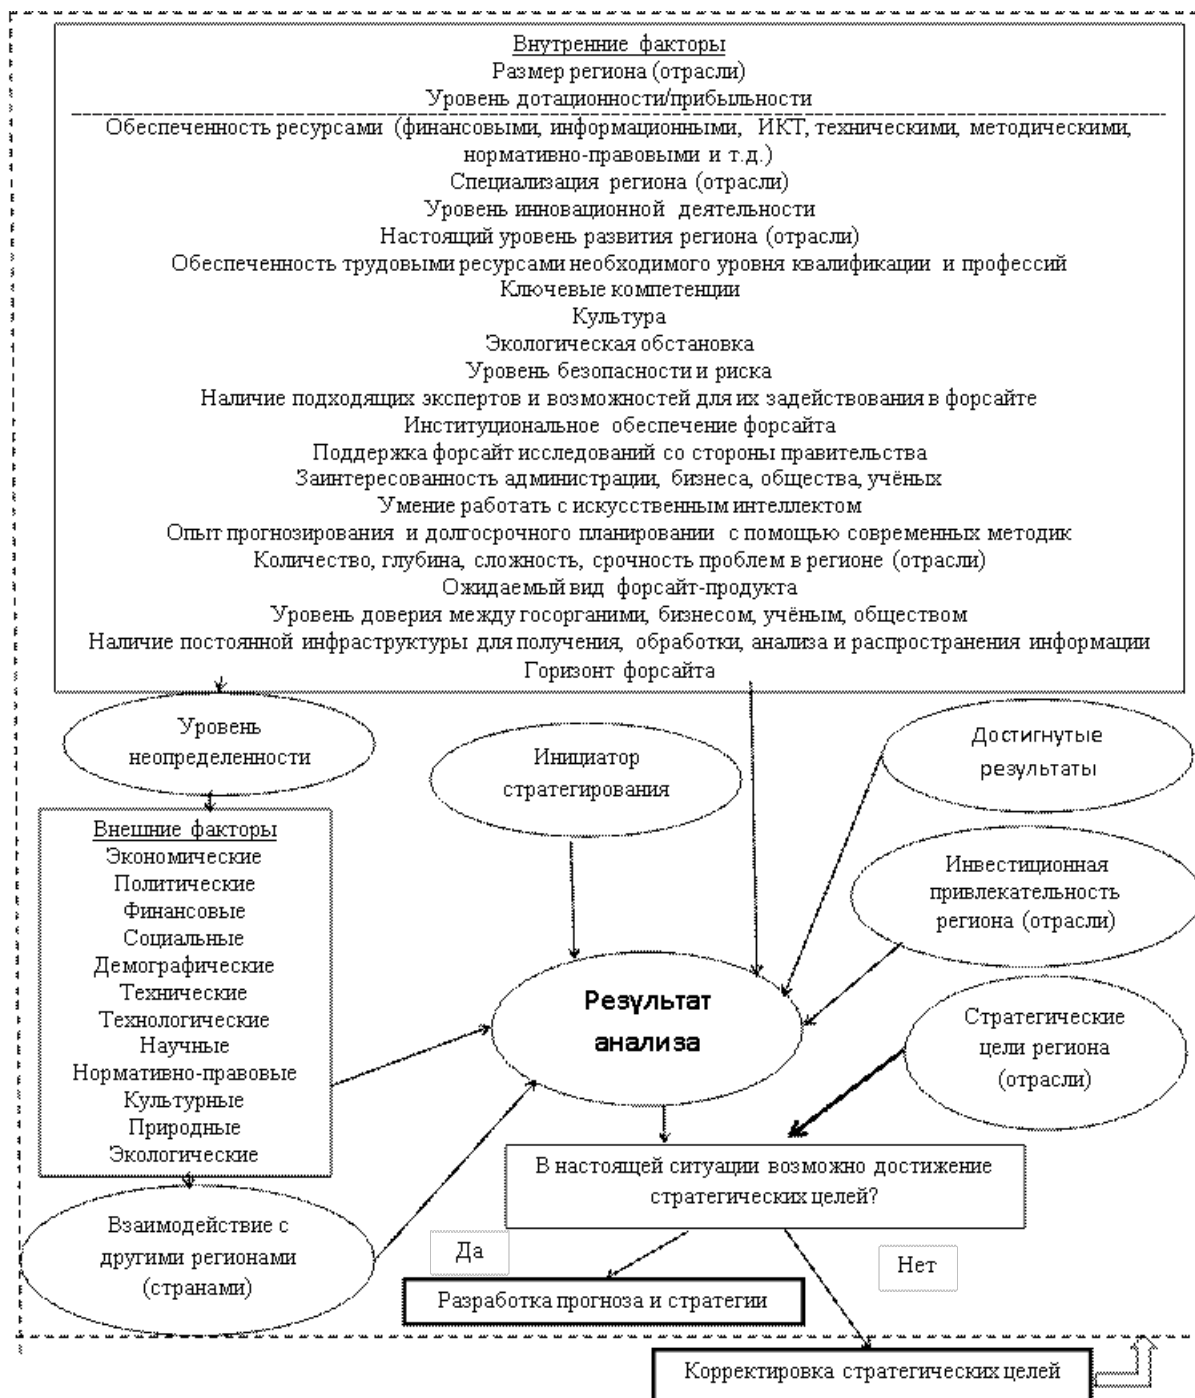 Внутренние факторы
Размер региона (отрасли)
Уровень дотационности/прибыльности
Обеспеченность ресурсами (финансовыми, информационными, ИКТ, техническими, методическими,
нормативно-правовыми и т.д.)
Специализация региона (отрасли)
Уровень инновационной деятельности
Настоящий уровень развития региона (отрасли)
Обеспеченность трудовыми ресурсами необходимого уровня квалификации и профессий
Ключевые компетенции
Культура
Экологическая обстановка
Уровень безопасности и риска
Наличие подходящих экспертов и возможностей для их задействования в форсайте
Институциональное обеспечение форсайта
Поддержка форсайт исследований со стороны правительства
Заинтересованность администрации, бизнеса, общества, учёных
Умение работать с искусственным интеллектом
Опыт прогнозирования и долгосрочного планировании с помощью современных методик
Количество, глубина, сложность, срочность проблем в регионе (отрасли)
Ожидаемый вид форсайт-продукта
Уровень доверия между госорганими, бизнесом, учёным, обществом
Наличие постоянной инфраструктуры для получения, обработки, анализа и распространения информации
Горизонт форсайта
Уровень
неопределенности
Инициатор
стратегирования
Достигнутые
результаты
Внешние факторы
Экономические
Политические
Финансовые
Социальные
Демографические
Технические
Технологические
Научные
Нормативно-правовые
Культурные
Природные
Экологические
Инвестиционная
привлекательность
региона (отрасли)
Результат
анализа
Стратегические
цели региона
(отрасли)
В настоящей ситуации возможно достижение
стратегических целей?
Взаимодействие с
другими регионами
(странами)
Да
Нет
Разработка прогноза и стратегии
Корректировка стратегических целей